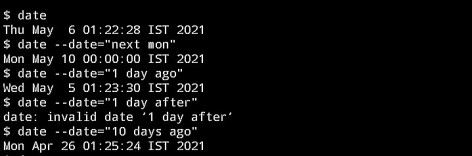 $ date
Thu May  6 01:22:28 IST 2021
$ date --date="next mon"
Mon May 10 00:00:00 IST 2021
$ date --date="1 day ago"
Wed May  5 01:23:30 IST 2021
$ date --date="1 day after"
date: invalid date ‘1 day after’
$ date --date="10 days ago"
Mon Apr 26 01:25:24 IST 2021